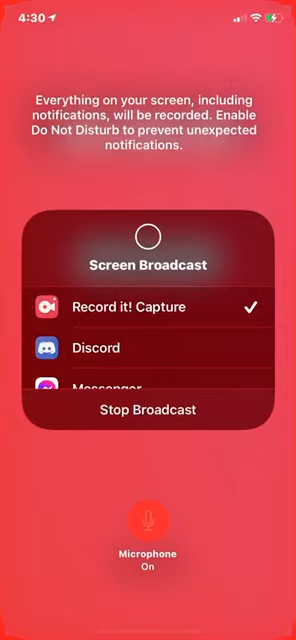 4:30
Everything on your screen, including
notifications, will be recorded. Enable
Do Not Disturb to prevent unexpected
notifications.
Screen Broadcast
Record it! Capture
Discord
Messenger
Stop Broadcast
Microphone
On